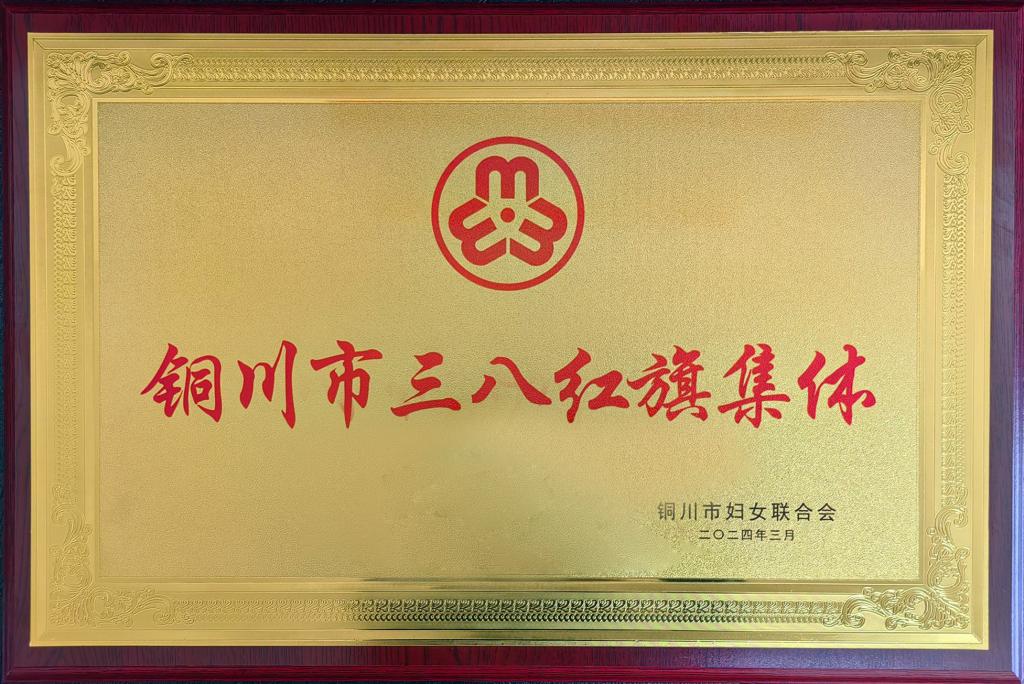 铜川市三八红旗集体
铜川市妇女联合会
二〇二四年三月